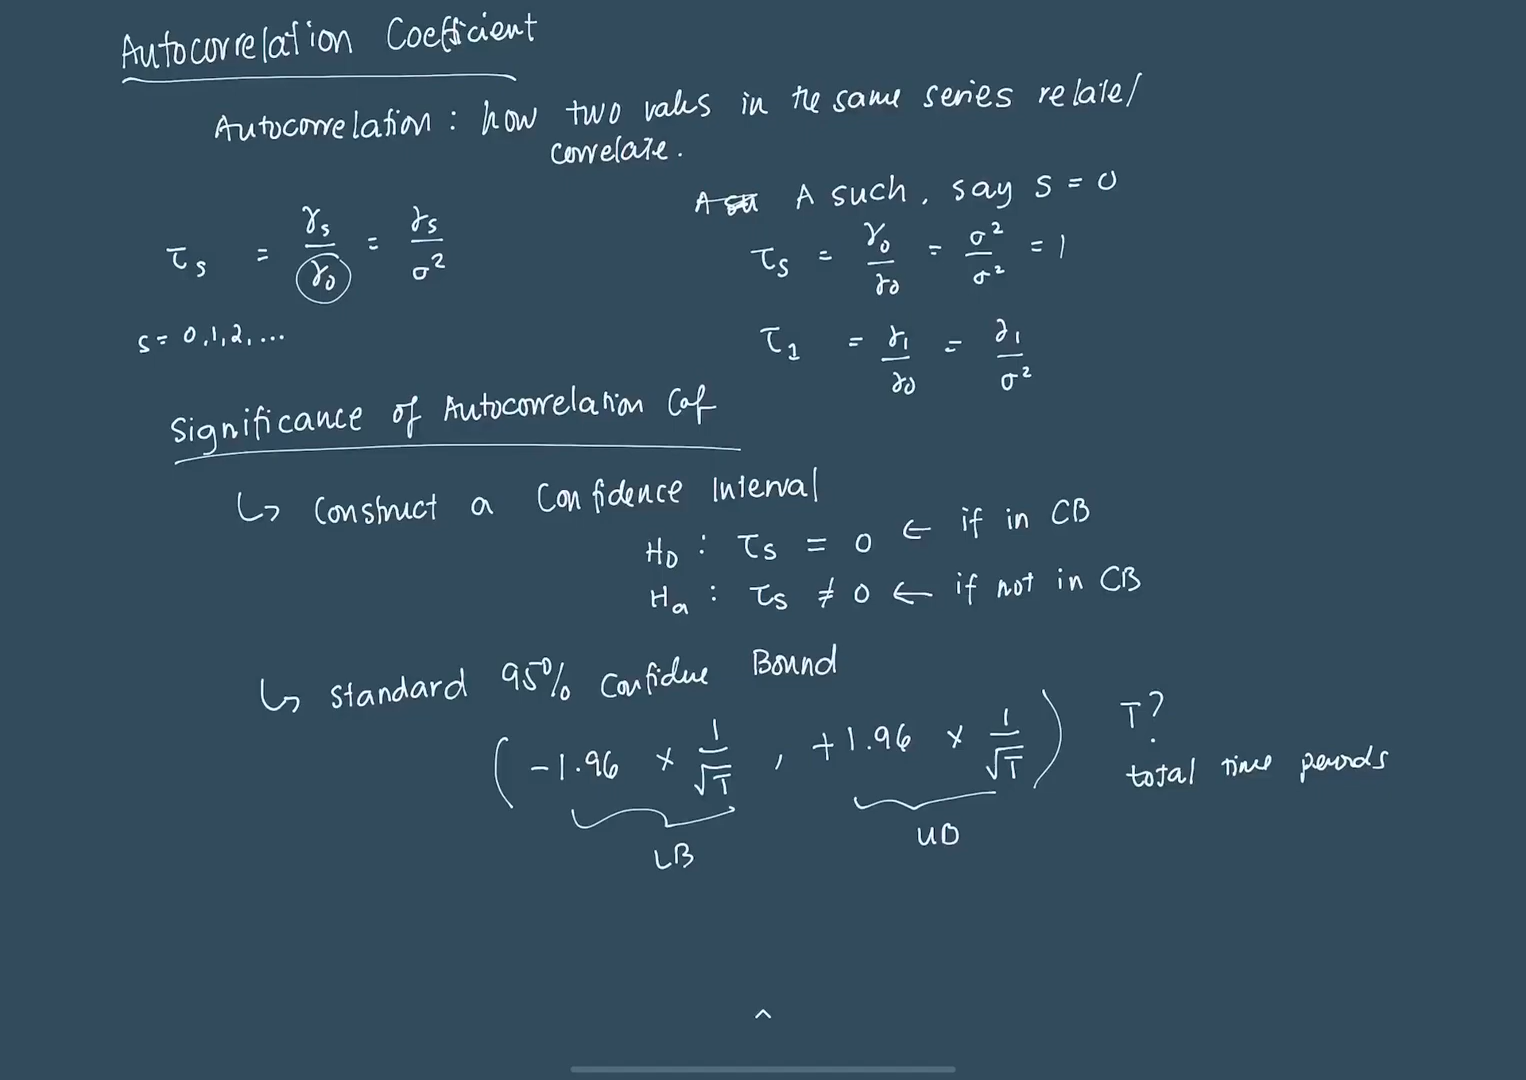 Autocorrelation Coefficient
Autocorrelation : how two values in the same series relate/
correlate.
A such, say S = 0
τs = γs/γ0 = γs/σ²
τs = γ0/γ0 = σ²/σ² = 1
s = 0,1,2,...
τ1 = γ1/γ0 = γ1/σ²
Significance of Autocorrelation Coef
↳ Construct a Confidence Interval
H0 : τs = 0 ← if in CB
Ha : τs ≠ 0 ← if not in CB
↳ Standard 95% Confidence Bound
( -1.96 × 1/√T , +1.96 × 1/√T ) T?
total time periods
LB UB